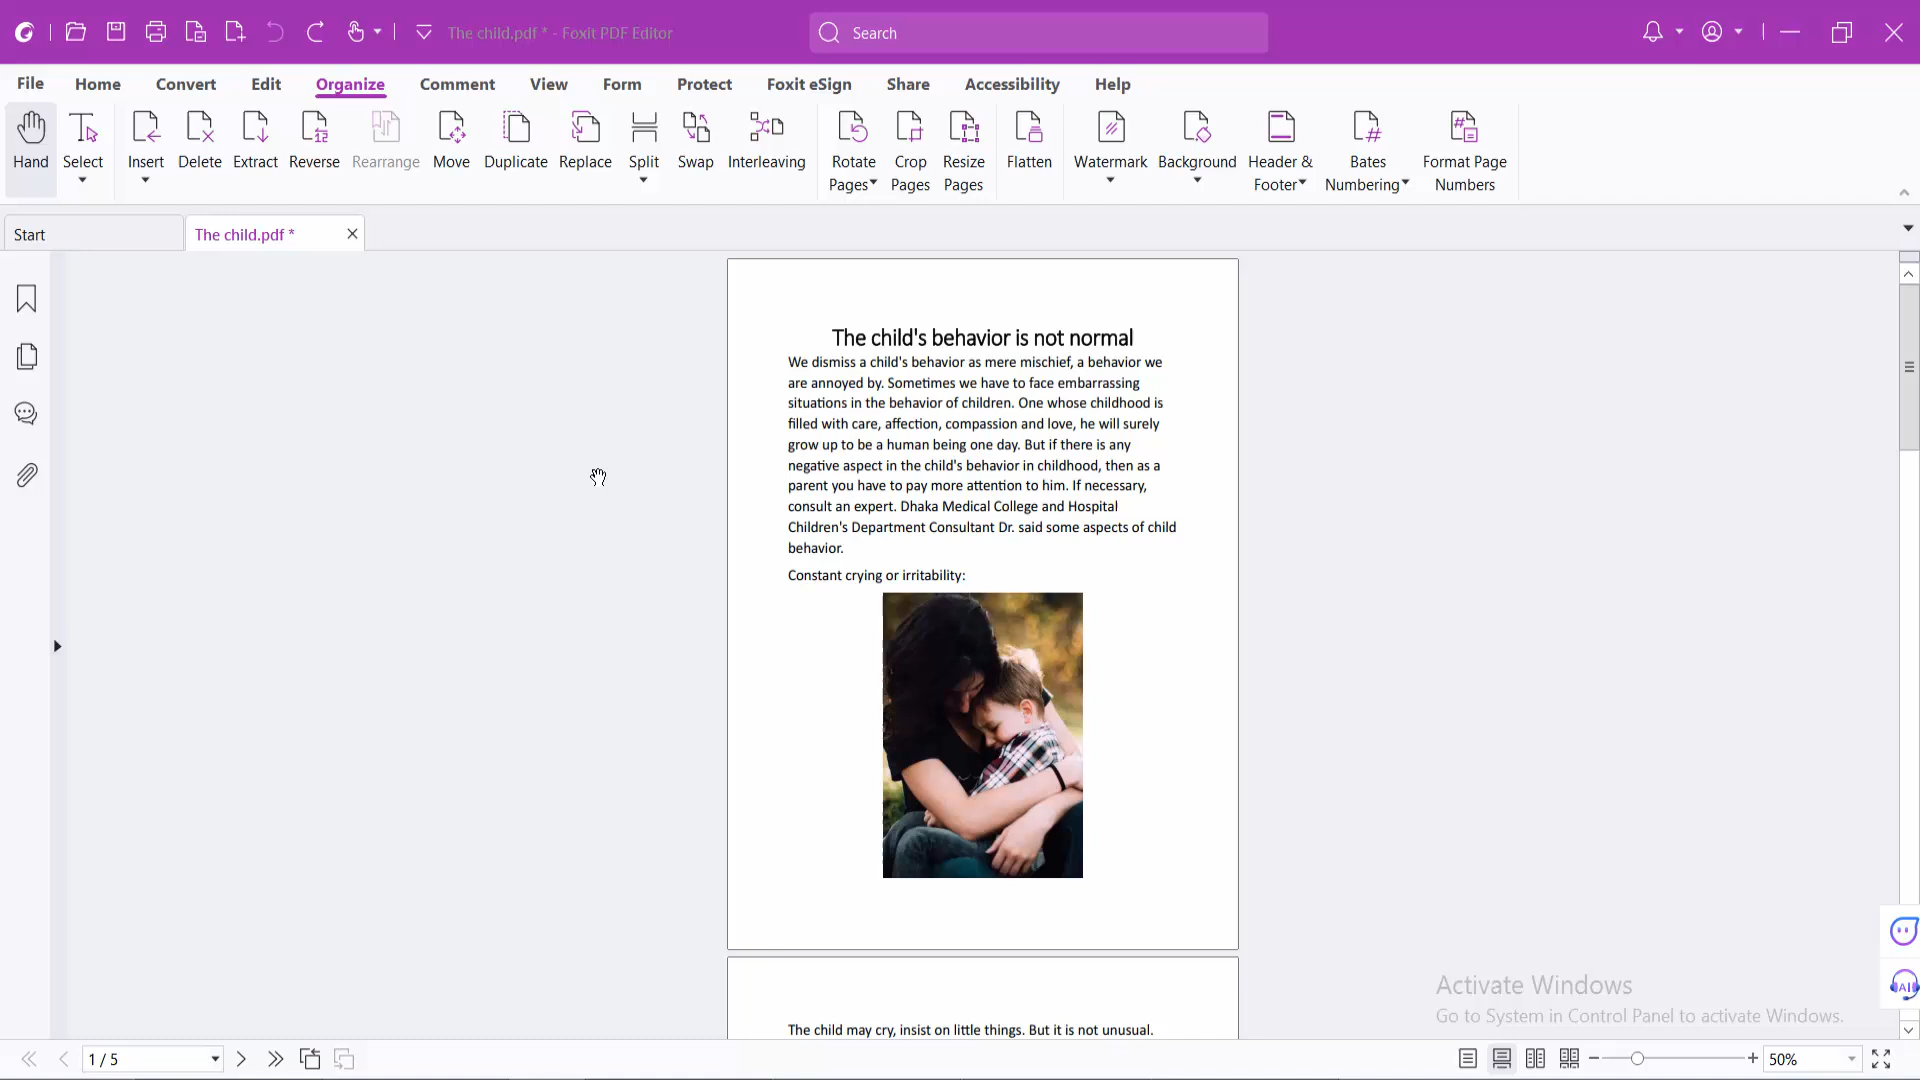 The child.pdf * - Foxit PDF Editor
Search
File Home Convert Edit Organize Comment View Form Protect Foxit eSign Share Accessibility Help
Hand Select Insert Delete Extract Reverse Rearrange Move Duplicate Replace Split Swap Interleaving Rotate Pages Crop Pages Resize Pages Flatten Watermark Background Header & Footer Bates Numbering Format Page Numbers
Start
The child.pdf *
The child's behavior is not normal
We dismiss a child's behavior as mere mischief, a behavior we
are annoyed by. Sometimes we have to face embarrassing
situations in the behavior of children. One whose childhood is
filled with care, affection, compassion and love, he will surely
grow up to be a human being one day. But if there is any
negative aspect in the child's behavior in childhood, then as a
parent you have to pay more attention to him. If necessary,
consult an expert. Dhaka Medical College and Hospital
Children's Department Consultant Dr. said some aspects of child
behavior.
Constant crying or irritability:
The child may cry, insist on little things. But it is not unusual.
Activate Windows
Go to System in Control Panel to activate Windows.
AI
1 / 5
50%